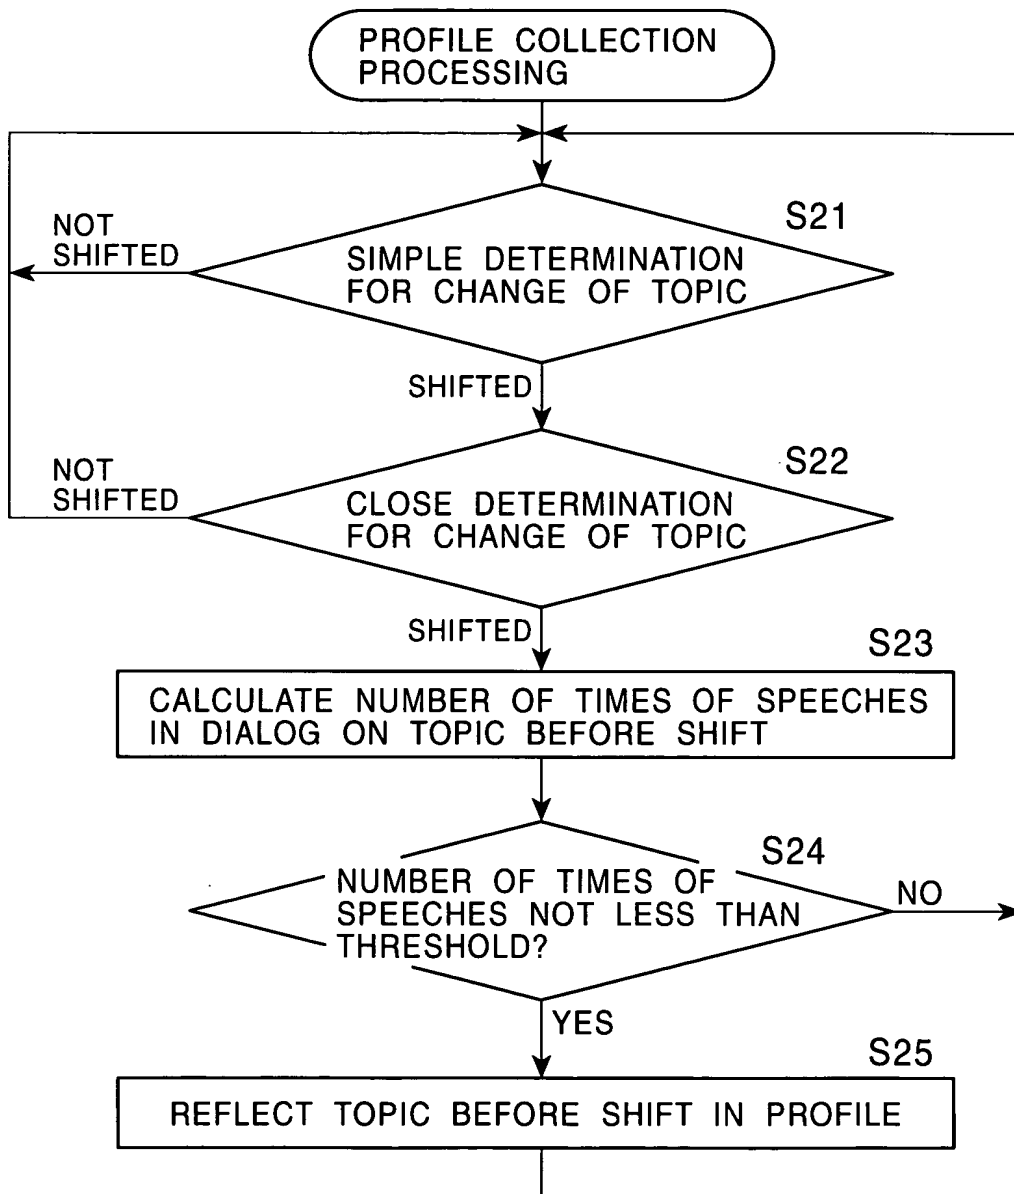 PROFILE COLLECTION
PROCESSING
S21
NOT
SHIFTED
SIMPLE DETERMINATION
FOR CHANGE OF TOPIC
SHIFTED
S22
NOT
SHIFTED
CLOSE DETERMINATION
FOR CHANGE OF TOPIC
SHIFTED
S23
CALCULATE NUMBER OF TIMES OF SPEECHES
IN DIALOG ON TOPIC BEFORE SHIFT
S24
NUMBER OF TIMES OF
SPEECHES NOT LESS THAN
THRESHOLD?
NO
YES
S25
REFLECT TOPIC BEFORE SHIFT IN PROFILE